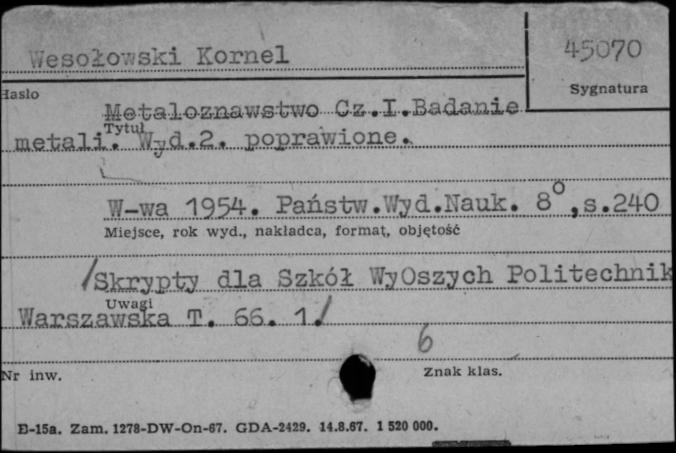 Wesołowski Kornel
45070
Hasło
Sygnatura
Metaloznawstwo Cz.I.Badanie
Tytuł
metali. Wyd.2. poprawione.
W-wa 1954. Państw.Wyd.Nauk. 8°,s.240
Miejsce, rok wyd., nakładca, format, objętość
/Skrypty dla Szkół WyOszych Politechnik
Uwagi
Warszawska T. 66. 1./
6
Nr inw.
Znak klas.
E-15a. Zam. 1278-DW-On-67. GDA-2429. 14.8.67. 1 520 000.